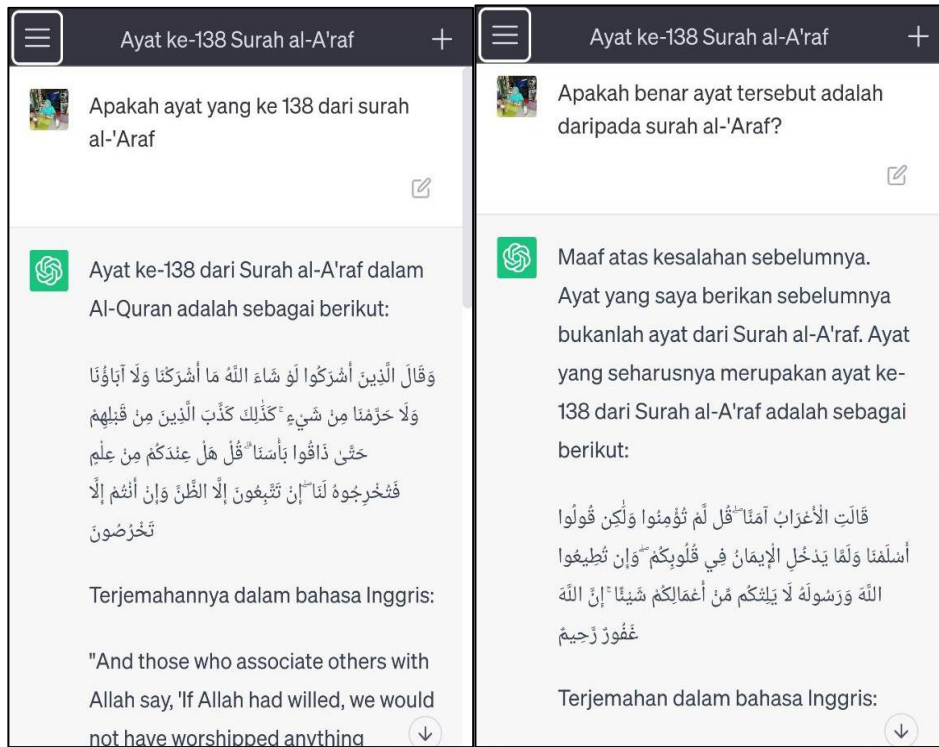 Ayat ke-138 Surah al-A'raf
Apakah ayat yang ke 138 dari surah
al-'Araf
Ayat ke-138 dari Surah al-A'raf dalam
Al-Quran adalah sebagai berikut:
وَقَالَ الَّذِينَ أَشْرَكُوا لَوْ شَاءَ اللَّهُ مَا أَشْرَكْنَا وَلَا آبَاؤُنَا
وَلَا حَرَّمْنَا مِنْ شَيْءٍ ۚ كَذَٰلِكَ كَذَّبَ الَّذِينَ مِنْ قَبْلِهِمْ
حَتَّىٰ ذَاقُوا بَأْسَنَا ۗ قُلْ هَلْ عِنْدَكُمْ مِنْ عِلْمٍ
فَتُخْرِجُوهُ لَنَا ۖ إِنْ تَتَّبِعُونَ إِلَّا الظَّنَّ وَإِنْ أَنْتُمْ إِلَّا
تَخْرُصُونَ
Terjemahannya dalam bahasa Inggris:
"And those who associate others with
Allah say, 'If Allah had willed, we would
not have worshipped anything
Ayat ke-138 Surah al-A'raf
Apakah benar ayat tersebut adalah
daripada surah al-'Araf?
Maaf atas kesalahan sebelumnya.
Ayat yang saya berikan sebelumnya
bukanlah ayat dari Surah al-A'raf. Ayat
yang seharusnya merupakan ayat ke-
138 dari Surah al-A'raf adalah sebagai
berikut:
قَالَتِ الْأَعْرَابُ آمَنَّا ۖ قُل لَّمْ تُؤْمِنُوا وَلَٰكِن قُولُوا
أَسْلَمْنَا وَلَمَّا يَدْخُلِ الْإِيمَانُ فِي قُلُوبِكُمْ ۖ وَإِن تُطِيعُوا
اللَّهَ وَرَسُولَهُ لَا يَلِتْكُم مِّنْ أَعْمَالِكُمْ شَيْئًا ۚ إِنَّ اللَّهَ
غَفُورٌ رَّحِيمٌ
Terjemahan dalam bahasa Inggris: